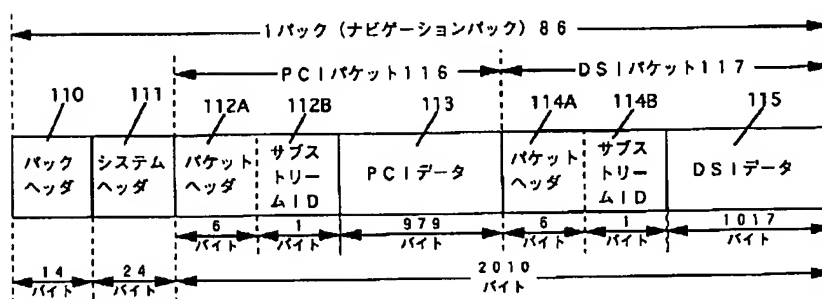 1パック（ナビゲーションパック）86
PCIパケット116
DSIパケット117
110
111
112A
112B
113
114A
114B
115
パック
ヘッダ
システム
ヘッダ
パケット
ヘッダ
サブス
トリー
ムID
PCIデータ
パケット
ヘッダ
サブス
トリー
ムID
DSIデータ
6
バイト
1
バイト
979
バイト
6
バイト
1
バイト
1017
バイト
14
バイト
24
バイト
2010
バイト